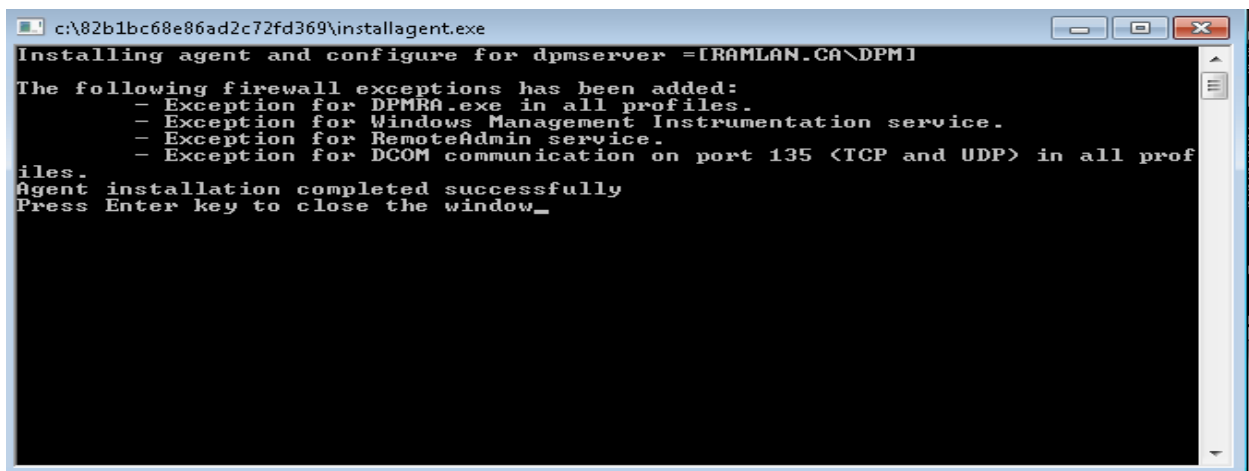 c:\82b1bc68e86ad2c72fd369\installagent.exe
Installing agent and configure for dpmserver =[RAMLAN.CA\DPM]
The following firewall exceptions has been added:
- Exception for DPMRA.exe in all profiles.
- Exception for Windows Management Instrumentation service.
- Exception for RemoteAdmin service.
- Exception for DCOM communication on port 135 (TCP and UDP) in all prof
iles.
Agent installation completed successfully
Press Enter key to close the window_